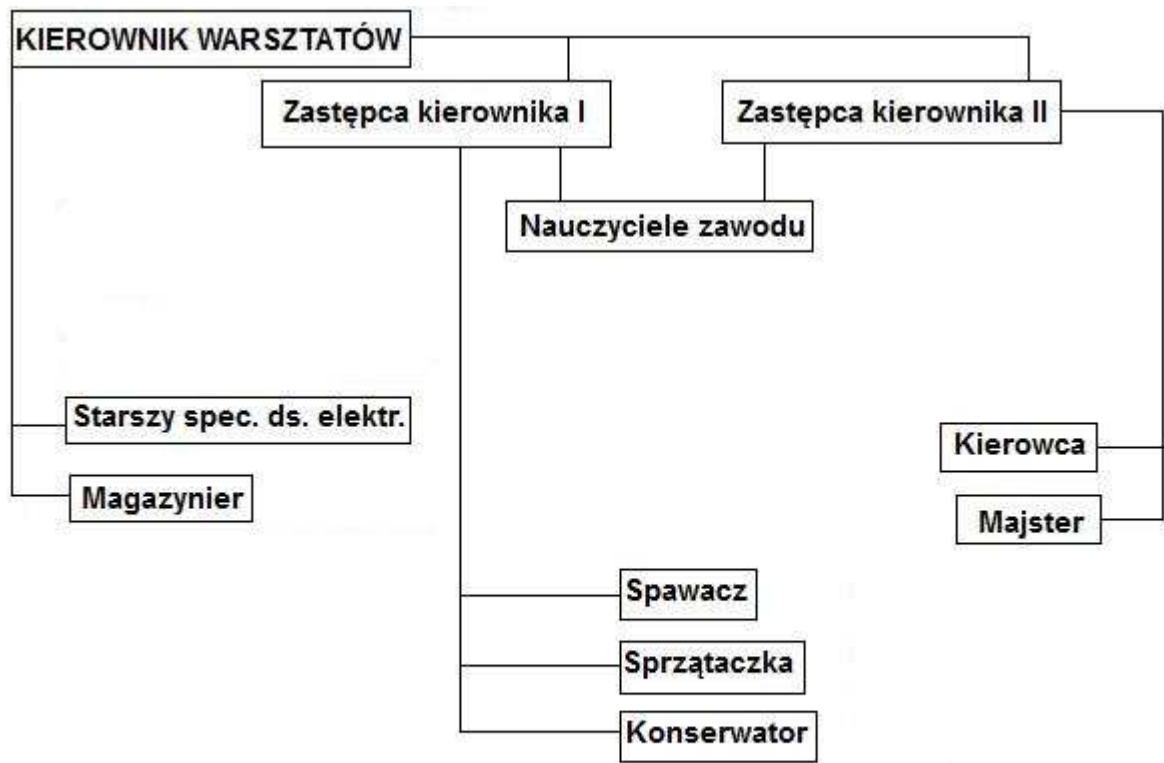 KIEROWNIK WARSZTATÓW
Zastępca kierownika I
Zastępca kierownika II
Nauczyciele zawodu
Starszy spec. ds. elektr.
Magazynier
Kierowca
Majster
Spawacz
Sprzątaczka
Konserwator